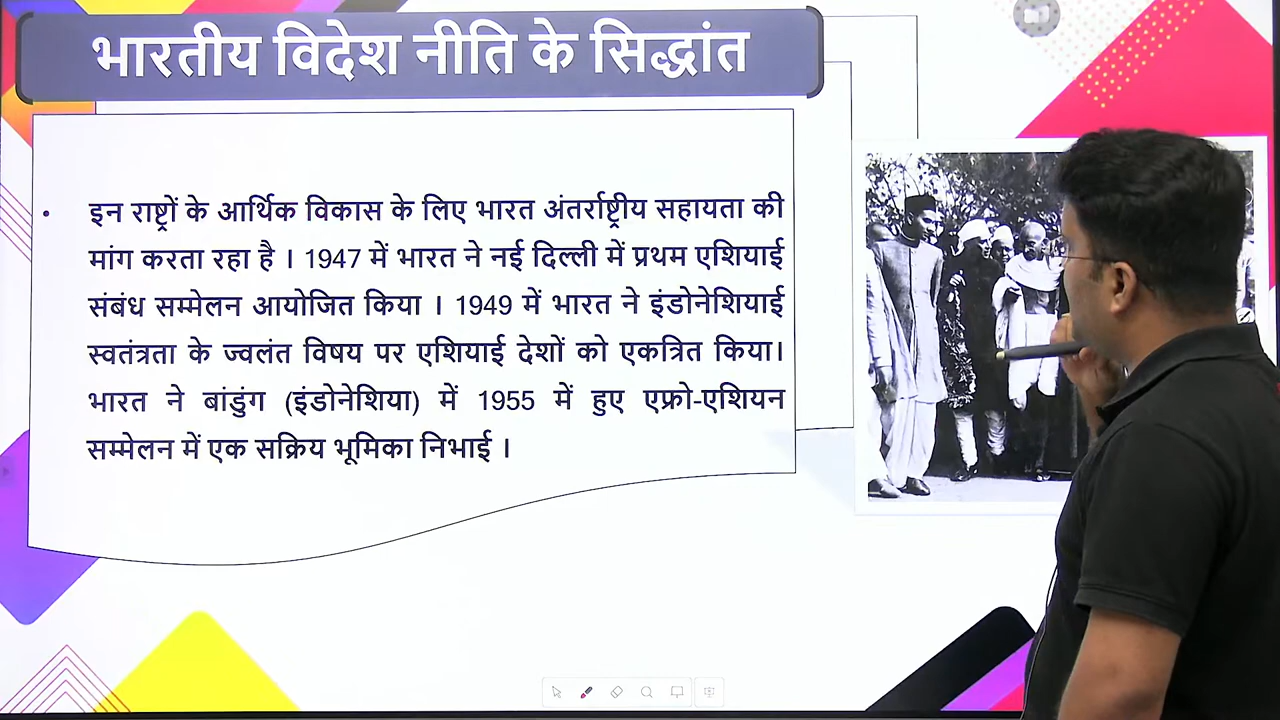 भारतीय विदेश नीति के सिद्धांत
• इन राष्ट्रों के आर्थिक विकास के लिए भारत अंतर्राष्ट्रीय सहायता की
मांग करता रहा है । 1947 में भारत ने नई दिल्ली में प्रथम एशियाई
संबंध सम्मेलन आयोजित किया । 1949 में भारत ने इंडोनेशियाई
स्वतंत्रता के ज्वलंत विषय पर एशियाई देशों को एकत्रित किया।
भारत ने बांडुंग (इंडोनेशिया) में 1955 में हुए एफ्रो-एशियन
सम्मेलन में एक सक्रिय भूमिका निभाई ।